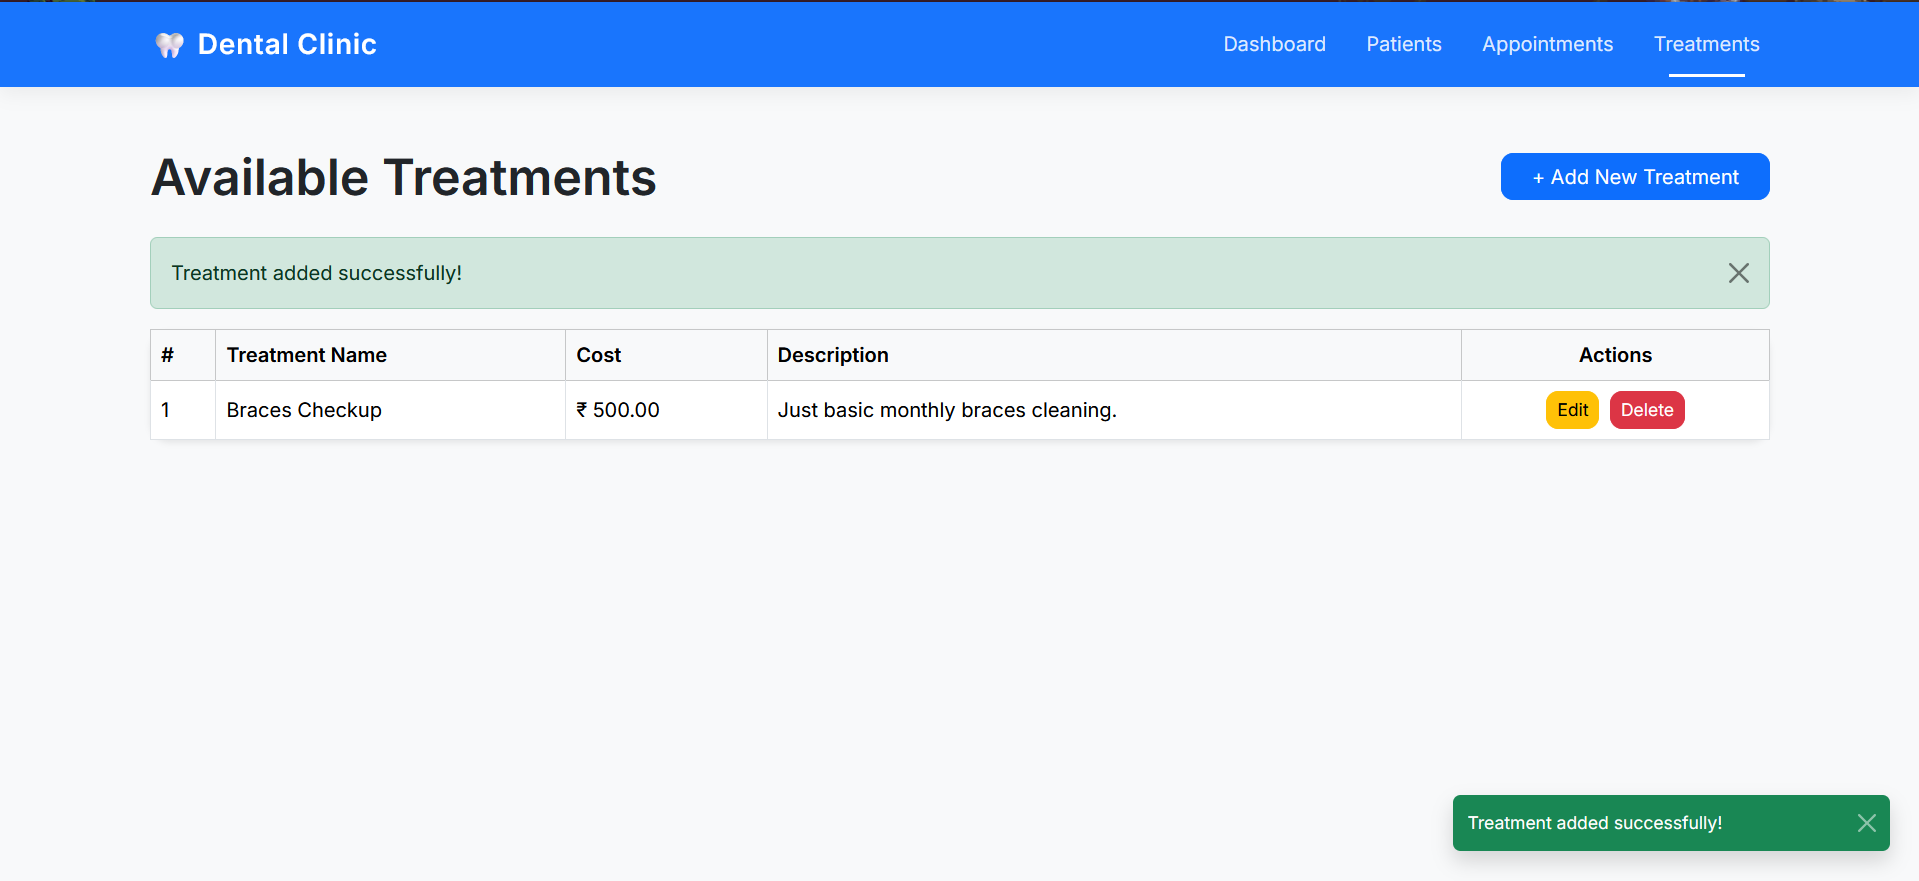 Dental Clinic
Dashboard Patients Appointments Treatments
Available Treatments
+ Add New Treatment
Treatment added successfully!
# Treatment Name Cost Description Actions
1 Braces Checkup ₹ 500.00 Just basic monthly braces cleaning. Edit Delete
Treatment added successfully!